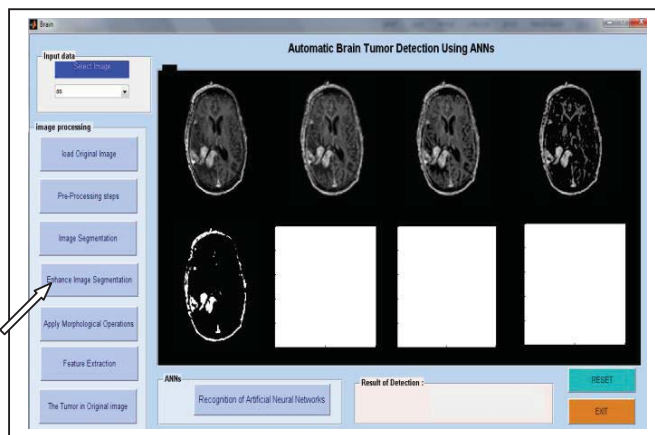 Brain
Automatic Brain Tumor Detection Using ANNs
Input data
Select Image
as
image processing
load Original Image
Pre-Processing steps
Image Segmentation
Enhance Image Segmentation
Apply Morphological Operations
Feature Extraction
The Tumor in Original image
ANNs
Recognition of Artificial Neural Networks
Result of Detection :
RESET
EXIT